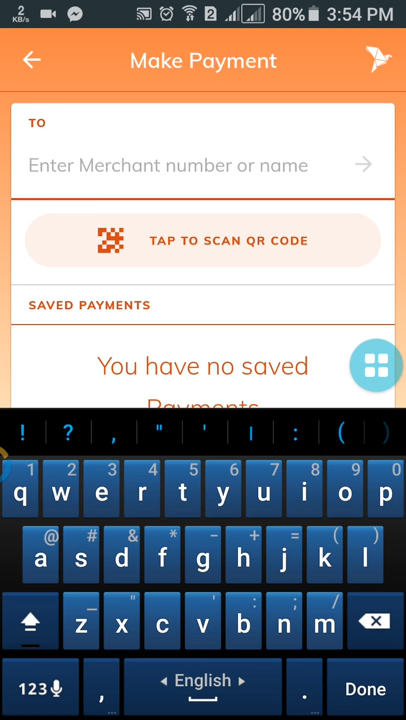 2 KB/s 2 80% 3:54 PM
Make Payment
TO
Enter Merchant number or name
TAP TO SCAN QR CODE
SAVED PAYMENTS
You have no saved
Payments
! ? , " ' | : ( )
1 2 3 4 5 6 7 8 9 0
q w e r t y u i o p
@ # & * - + = ( )
a s d f g h j k l
_ " ' : ; /
z x c v b n m
123 , English . Done